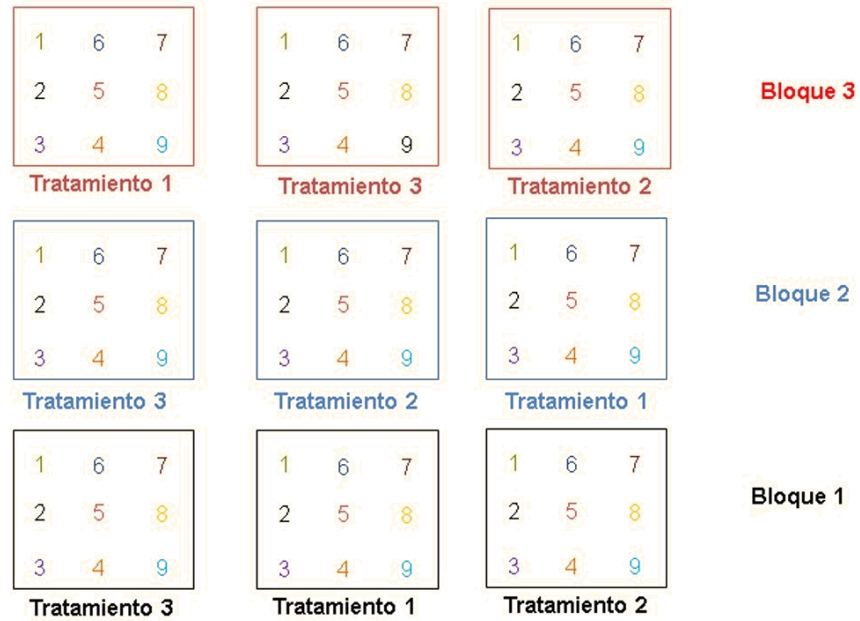 1 6 7 1 6 7 1 6 7
2 5 8 2 5 8 2 5 8 Bloque 3
3 4 9 3 4 9 3 4 9
Tratamiento 1 Tratamiento 3 Tratamiento 2
1 6 7 1 6 7 1 6 7
2 5 8 2 5 8 2 5 8 Bloque 2
3 4 9 3 4 9 3 4 9
Tratamiento 3 Tratamiento 2 Tratamiento 1
1 6 7 1 6 7 1 6 7
2 5 8 2 5 8 2 5 8 Bloque 1
3 4 9 3 4 9 3 4 9
Tratamiento 3 Tratamiento 1 Tratamiento 2